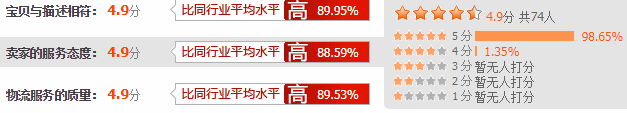 宝贝与描述相符： 4.9分 比同行业平均水平 高 89.95%
卖家的服务态度： 4.9分 比同行业平均水平 高 88.59%
物流服务的质量： 4.9分 比同行业平均水平 高 89.53%
4.9分 共74人
5分 98.65%
4分 1.35%
3分 暂无人打分
2分 暂无人打分
1分 暂无人打分